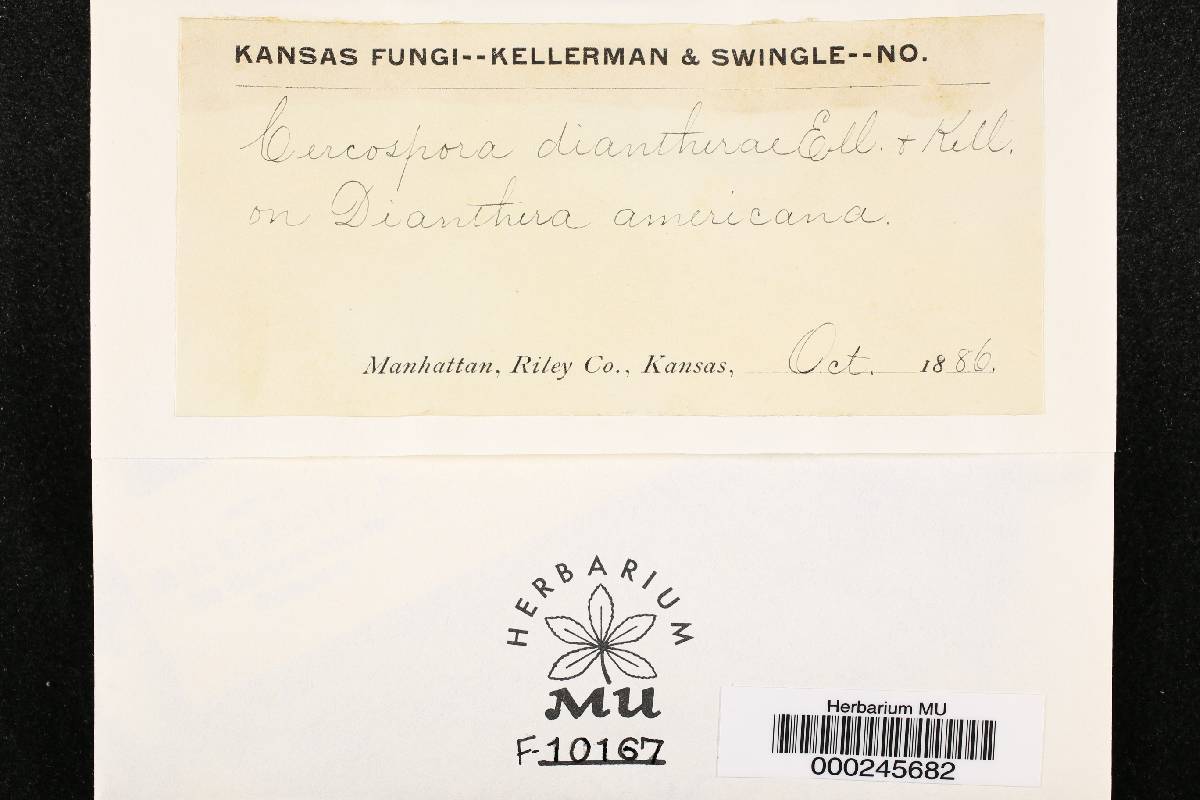 KANSAS FUNGI--KELLERMAN & SWINGLE--NO.
Cercospora diantherae Ell. & Kell.
on Dianthera americana.
Manhattan, Riley Co., Kansas, Oct. 1886.
HERBARIUM
MU
F-10167
Herbarium MU
000245682